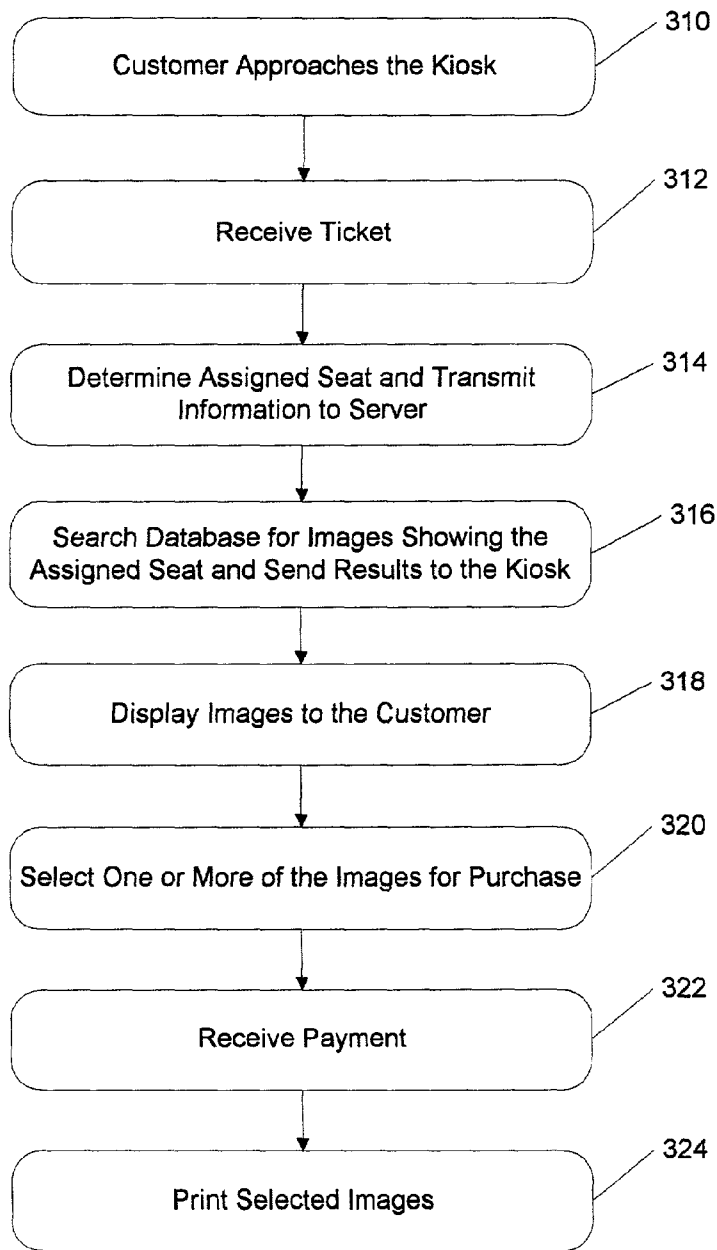 310
Customer Approaches the Kiosk
312
Receive Ticket
314
Determine Assigned Seat and Transmit
Information to Server
316
Search Database for Images Showing the
Assigned Seat and Send Results to the Kiosk
318
Display Images to the Customer
320
Select One or More of the Images for Purchase
322
Receive Payment
324
Print Selected Images